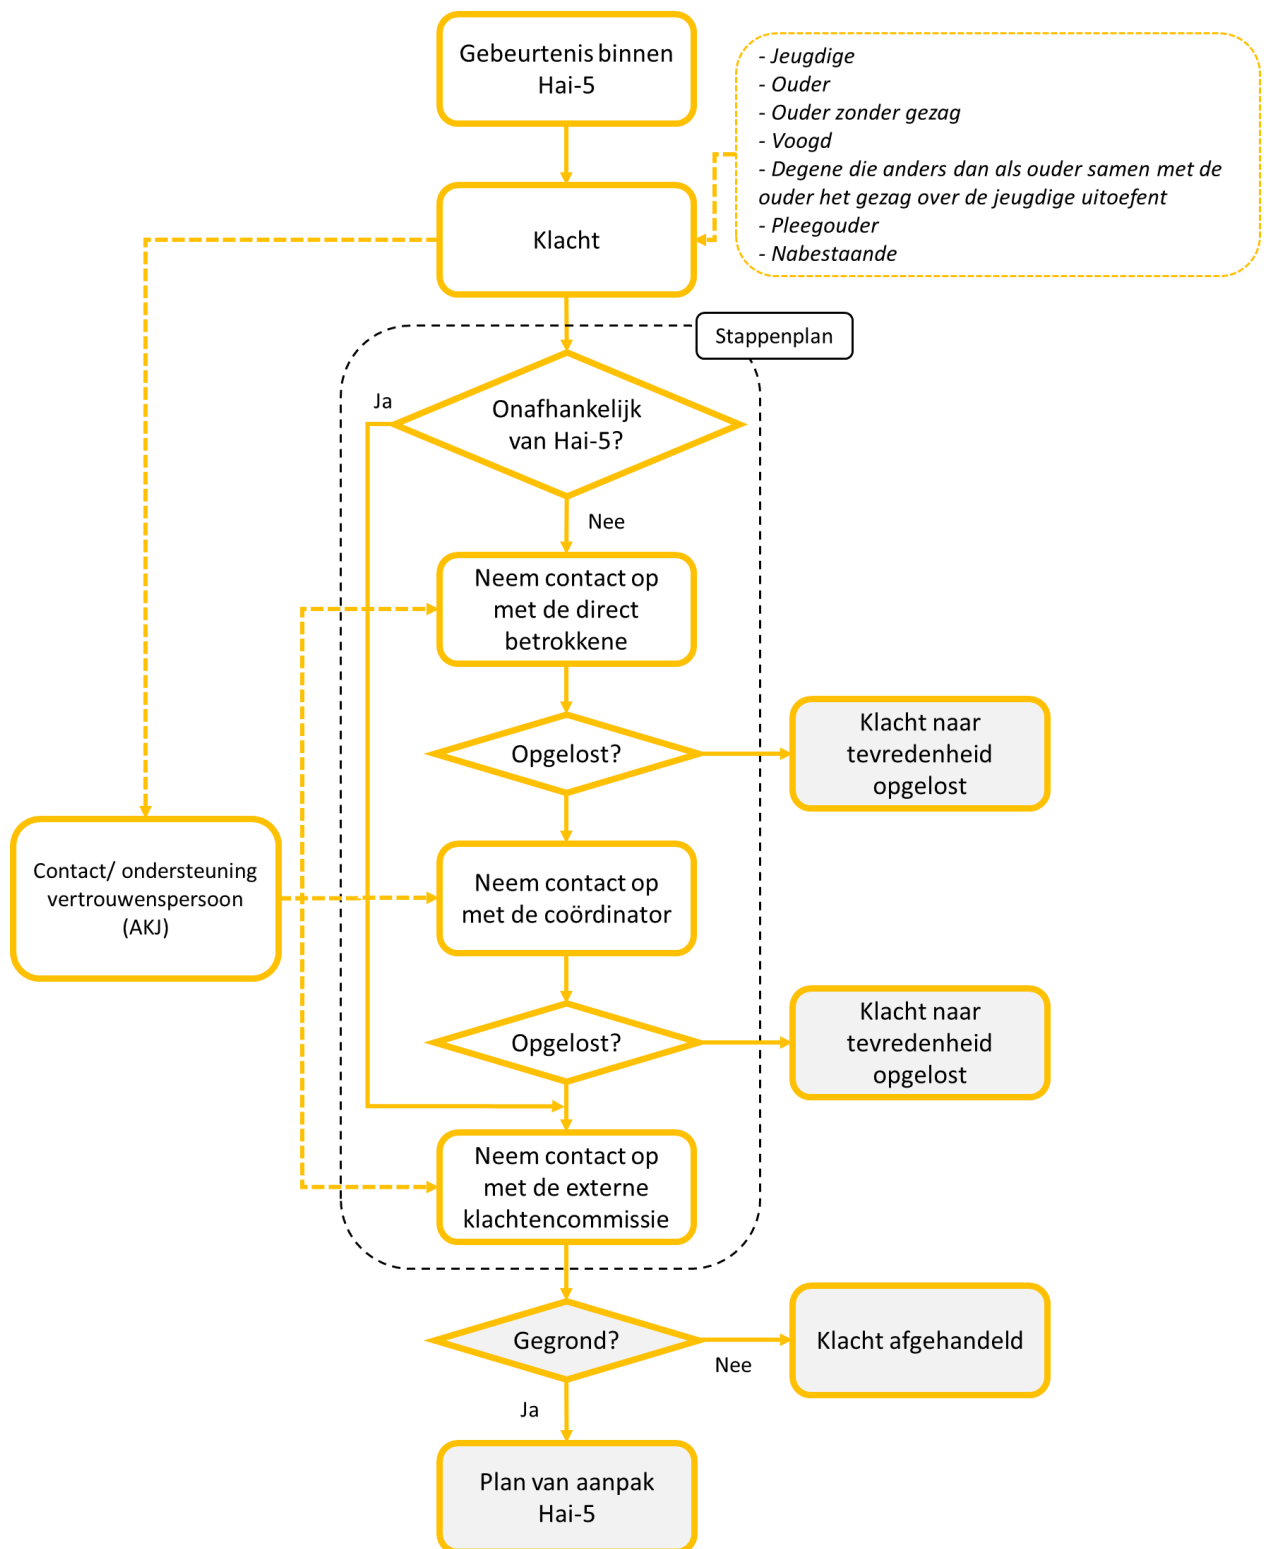 Gebeurtenis binnen
Hai-5
- Jeugdige
- Ouder
- Ouder zonder gezag
- Voogd
- Degene die anders dan als ouder samen met de
ouder het gezag over de jeugdige uitoefent
- Pleegouder
- Nabestaande
Klacht
Stappenplan
Ja
Onafhankelijk
van Hai-5?
Nee
Neem contact op
met de direct
betrokkene
Opgelost?
Klacht naar
tevredenheid
opgelost
Contact/ ondersteuning
vertrouwenspersoon
(AKJ)
Neem contact op
met de coördinator
Opgelost?
Klacht naar
tevredenheid
opgelost
Neem contact op
met de externe
klachtencommissie
Gegrond?
Nee
Klacht afgehandeld
Ja
Plan van aanpak
Hai-5